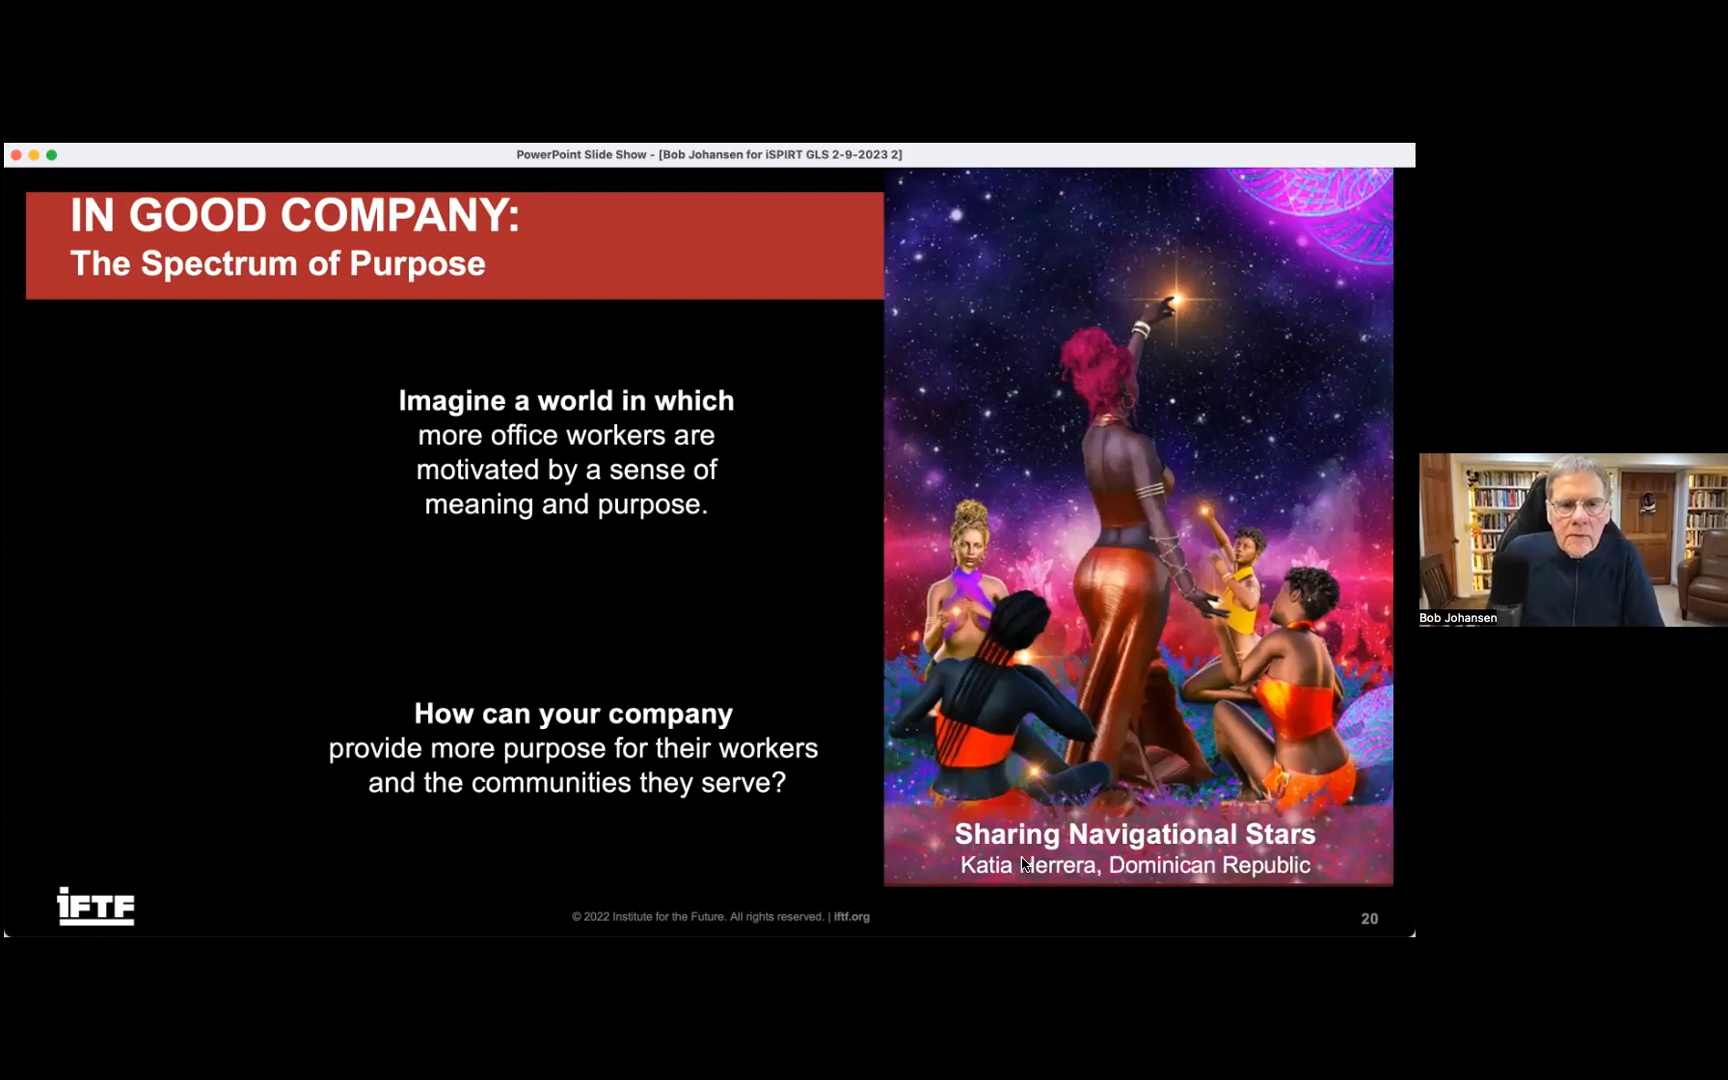 PowerPoint Slide Show - [Bob Johansen for iSPIRT GLS 2-9-2023 2]
IN GOOD COMPANY:
The Spectrum of Purpose
Imagine a world in which
more office workers are
motivated by a sense of
meaning and purpose.
How can your company
provide more purpose for their workers
and the communities they serve?
Sharing Navigational Stars
Katia Herrera, Dominican Republic
Bob Johansen
iFTF
© 2022 Institute for the Future. All rights reserved. | iftf.org
20